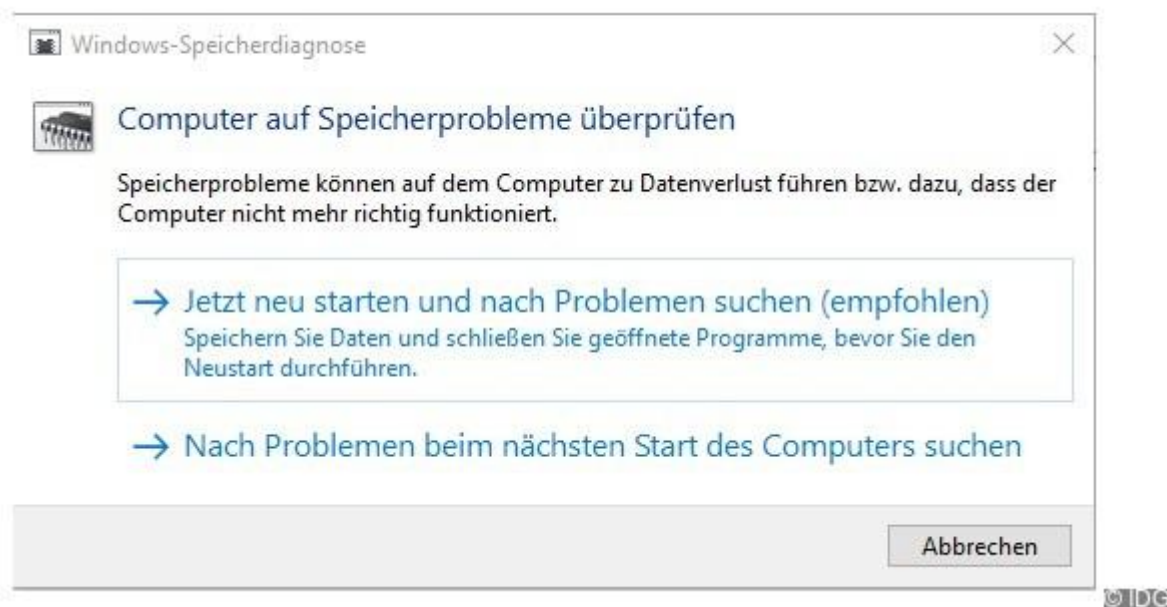 Windows-Speicherdiagnose
Computer auf Speicherprobleme überprüfen
Speicherprobleme können auf dem Computer zu Datenverlust führen bzw. dazu, dass der
Computer nicht mehr richtig funktioniert.
Jetzt neu starten und nach Problemen suchen (empfohlen)
Speichern Sie Daten und schließen Sie geöffnete Programme, bevor Sie den
Neustart durchführen.
Nach Problemen beim nächsten Start des Computers suchen
Abbrechen
© IDG